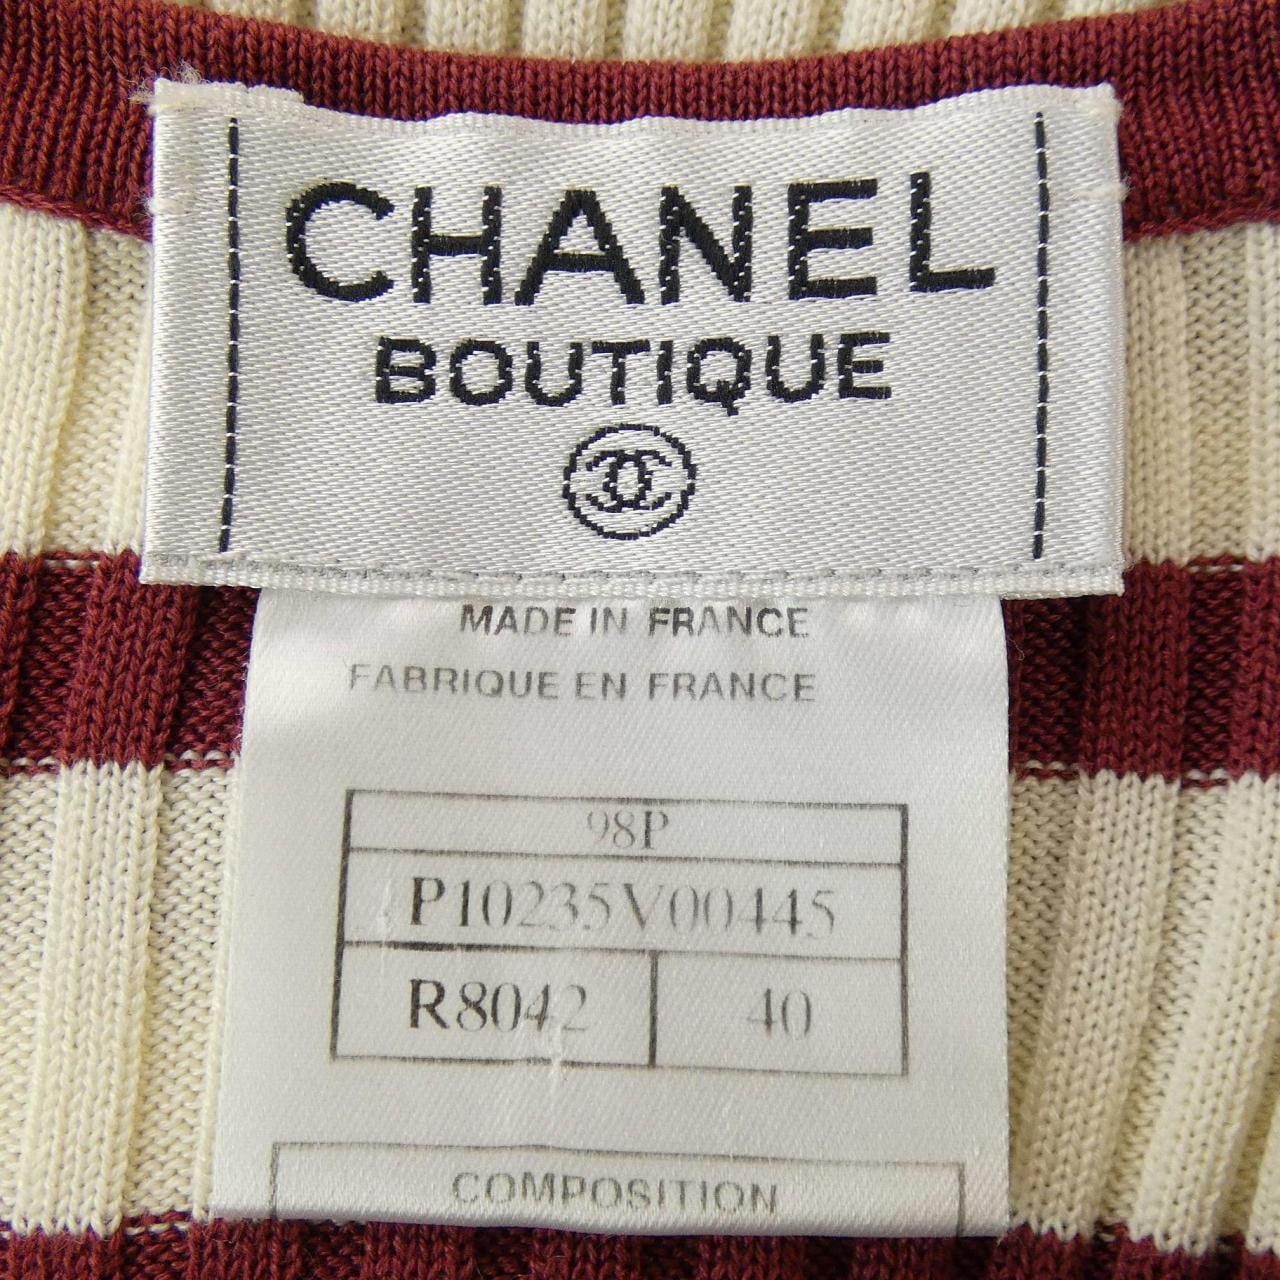 CHANEL
BOUTIQUE
MADE IN FRANCE
FABRIQUE EN FRANCE
98P
P10235V00445
R8042 40
COMPOSITION